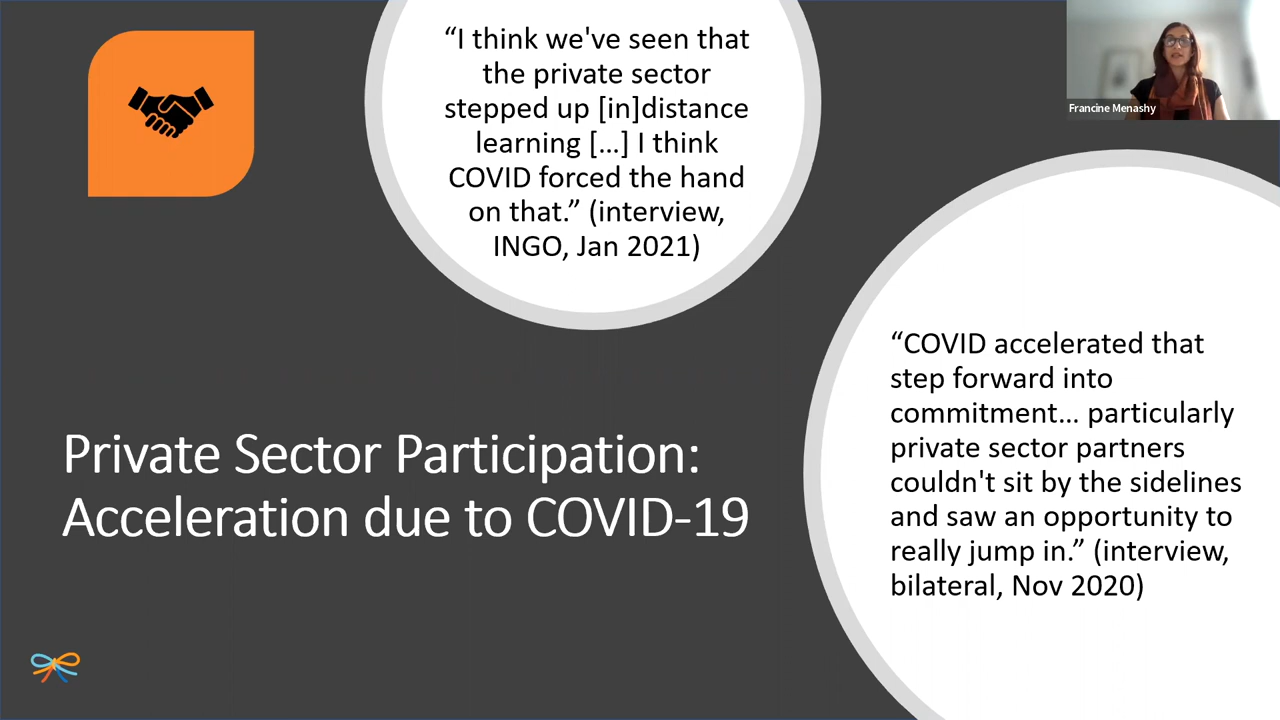 “I think we've seen that
the private sector
stepped up [in]distance
learning [...] I think
COVID forced the hand
on that.” (interview,
INGO, Jan 2021)
Francine Menashy
“COVID accelerated that
step forward into
commitment... particularly
private sector partners
couldn't sit by the sidelines
and saw an opportunity to
really jump in.” (interview,
bilateral, Nov 2020)
Private Sector Participation:
Acceleration due to COVID-19